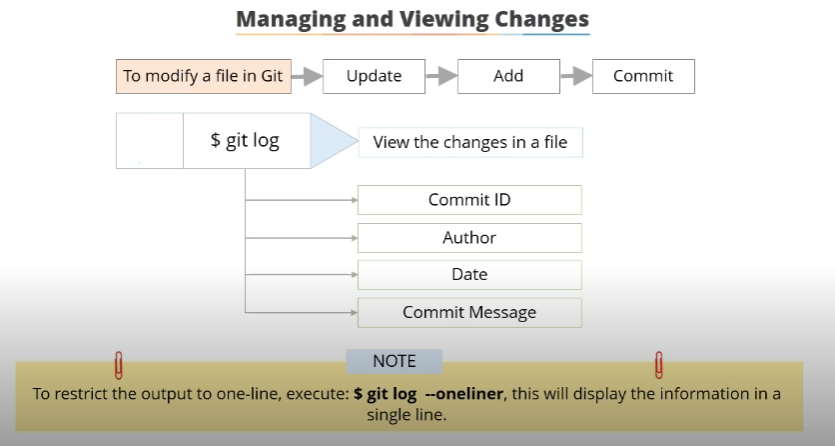 Managing and Viewing Changes
To modify a file in Git
Update
Add
Commit
$ git log
View the changes in a file
Commit ID
Author
Date
Commit Message
NOTE
To restrict the output to one-line, execute: $ git log --oneliner, this will display the information in a
single line.